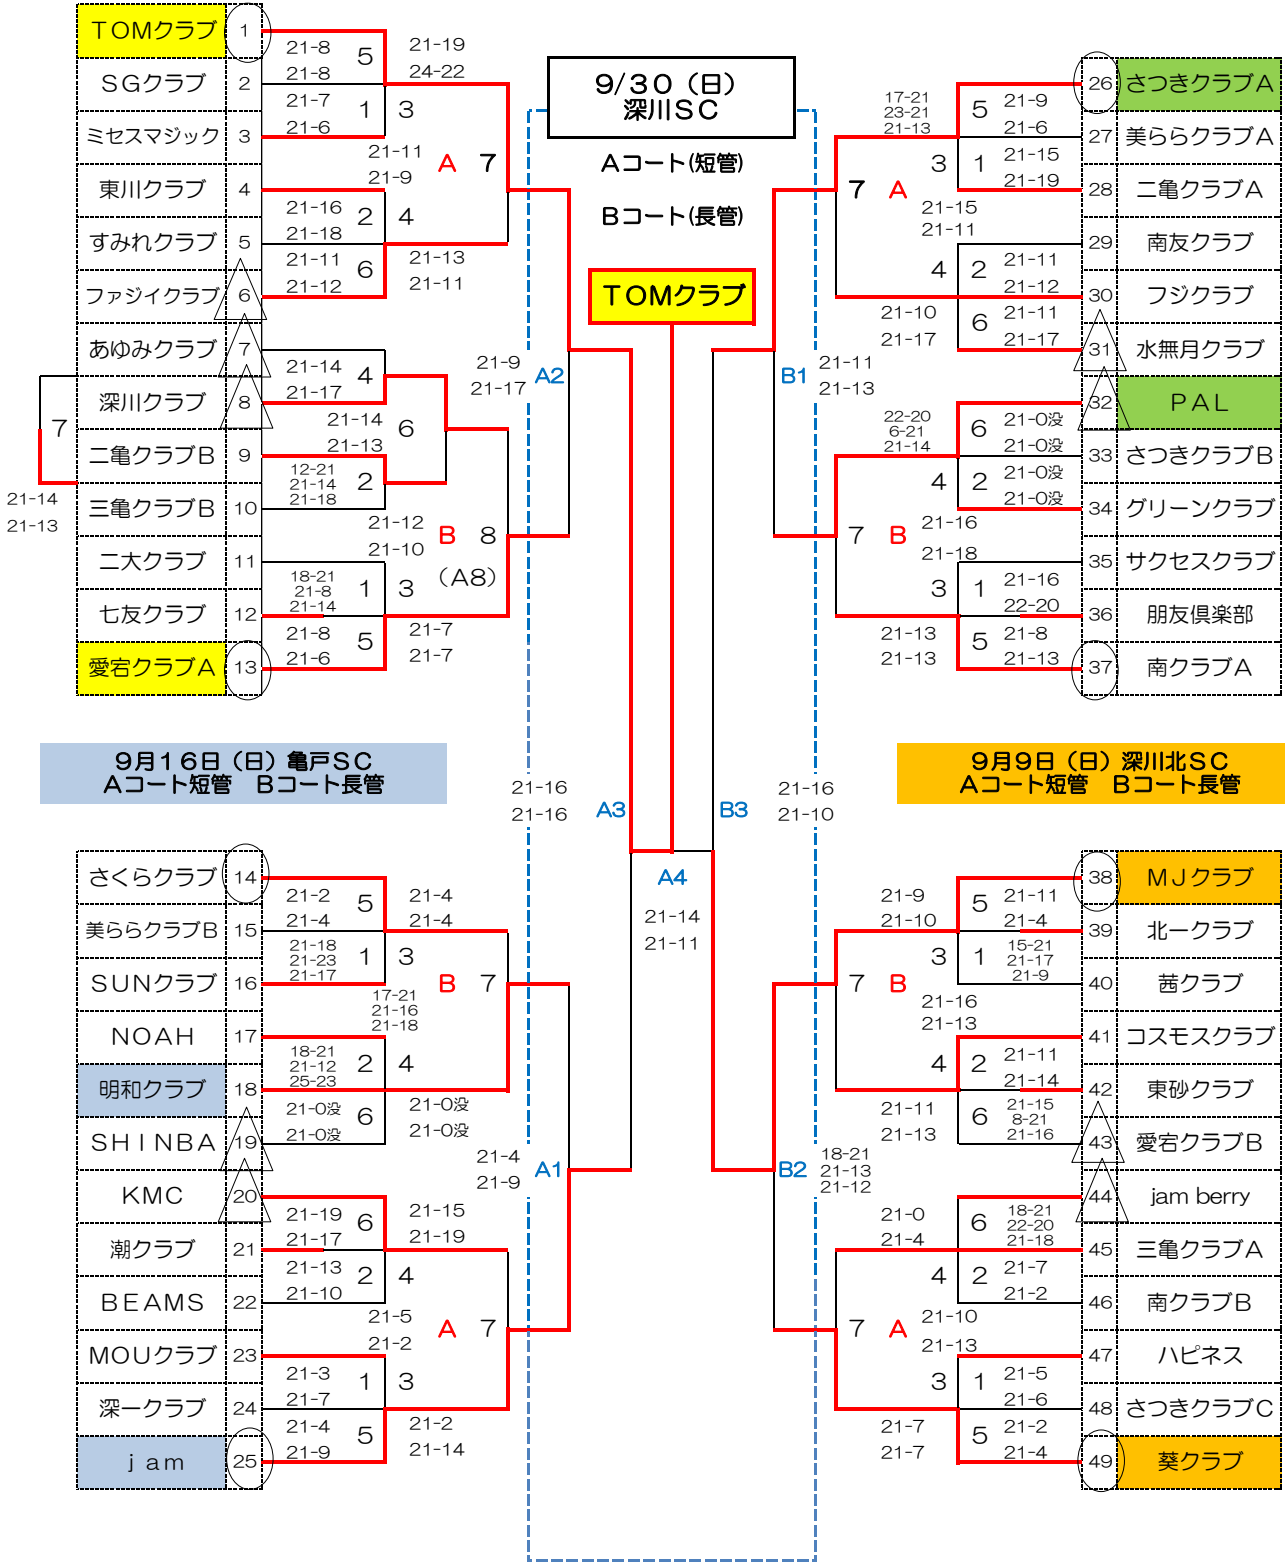 9/30（日）
深川ＳＣ
Ａコート(短管)
Ｂコート(長管)
ＴＯＭクラブ
ＴＯＭクラブ 1
ＳＧクラブ 2
ミセスマジック 3
東川クラブ 4
すみれクラブ 5
ファジイクラブ 6
あゆみクラブ 7
深川クラブ 8
二亀クラブＢ 9
三亀クラブＢ 10
二大クラブ 11
七友クラブ 12
愛宕クラブＡ 13
21-8
21-8
5
21-19
24-22
21-7
21-6
1
3
21-11
21-9
A
7
21-16
21-18
2
4
21-11
21-12
6
21-13
21-11
21-14
21-17
4
21-14
21-13
6
12-21
21-14
21-18
2
7
21-14
21-13
21-12
21-10
B
8
（A8）
18-21
21-8
21-14
1
3
21-8
21-6
5
21-7
21-7
21-9
21-17
A2
26 さつきクラブＡ
27 美ららクラブＡ
28 二亀クラブＡ
29 南友クラブ
30 フジクラブ
31 水無月クラブ
32 ＰＡＬ
33 さつきクラブＢ
34 グリーンクラブ
35 サクセスクラブ
36 朋友倶楽部
37 南クラブＡ
17-21
23-21
21-13
5
21-9
21-6
3
1
21-15
21-19
7
A
21-15
21-11
4
2
21-11
21-12
21-10
21-17
6
21-11
21-17
B1
21-11
21-13
22-20
6-21
21-14
6
21-0没
21-0没
4
2
21-0没
21-0没
7
B
21-16
21-18
3
1
21-16
22-20
21-13
21-13
5
21-8
21-13
9月16日（日）亀戸ＳＣ
Ａコート短管　Ｂコート長管
9月9日（日）深川北ＳＣ
Ａコート短管　Ｂコート長管
21-16
21-16
A3
B3
21-16
21-10
A4
21-14
21-11
さくらクラブ 14
美ららクラブＢ 15
ＳＵＮクラブ 16
ＮＯＡＨ 17
明和クラブ 18
ＳＨＩＮＢＡ 19
ＫＭＣ 20
潮クラブ 21
ＢＥＡＭＳ 22
ＭＯＵクラブ 23
深一クラブ 24
ｊａｍ 25
21-2
21-4
5
21-4
21-4
21-18
21-23
21-17
1
3
17-21
21-16
21-18
B
7
18-21
21-12
25-23
2
4
21-0没
21-0没
6
21-0没
21-0没
21-4
21-9
A1
21-19
21-17
6
21-15
21-19
21-13
21-10
2
4
21-5
21-2
A
7
21-3
21-7
1
3
21-4
21-9
5
21-2
21-14
38 ＭＪクラブ
39 北一クラブ
40 茜クラブ
41 コスモスクラブ
42 東砂クラブ
43 愛宕クラブＢ
44 jam berry
45 三亀クラブＡ
46 南クラブＢ
47 ハピネス
48 さつきクラブＣ
49 葵クラブ
21-9
21-10
5
21-11
21-4
3
1
15-21
21-17
21-9
7
B
21-16
21-13
4
2
21-11
21-14
21-11
21-13
6
21-15
8-21
21-16
B2
18-21
21-13
21-12
21-0
21-4
6
18-21
22-20
21-18
4
2
21-7
21-2
7
A
21-10
21-13
3
1
21-5
21-6
21-7
21-7
5
21-2
21-4